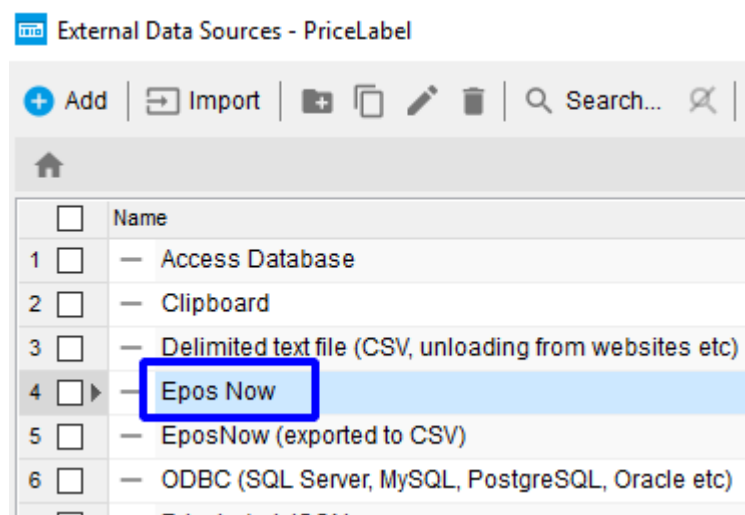 External Data Sources - PriceLabel
Add Import Search...
Name
1 Access Database
2 Clipboard
3 Delimited text file (CSV, unloading from websites etc)
4 Epos Now
5 EposNow (exported to CSV)
6 ODBC (SQL Server, MySQL, PostgreSQL, Oracle etc)